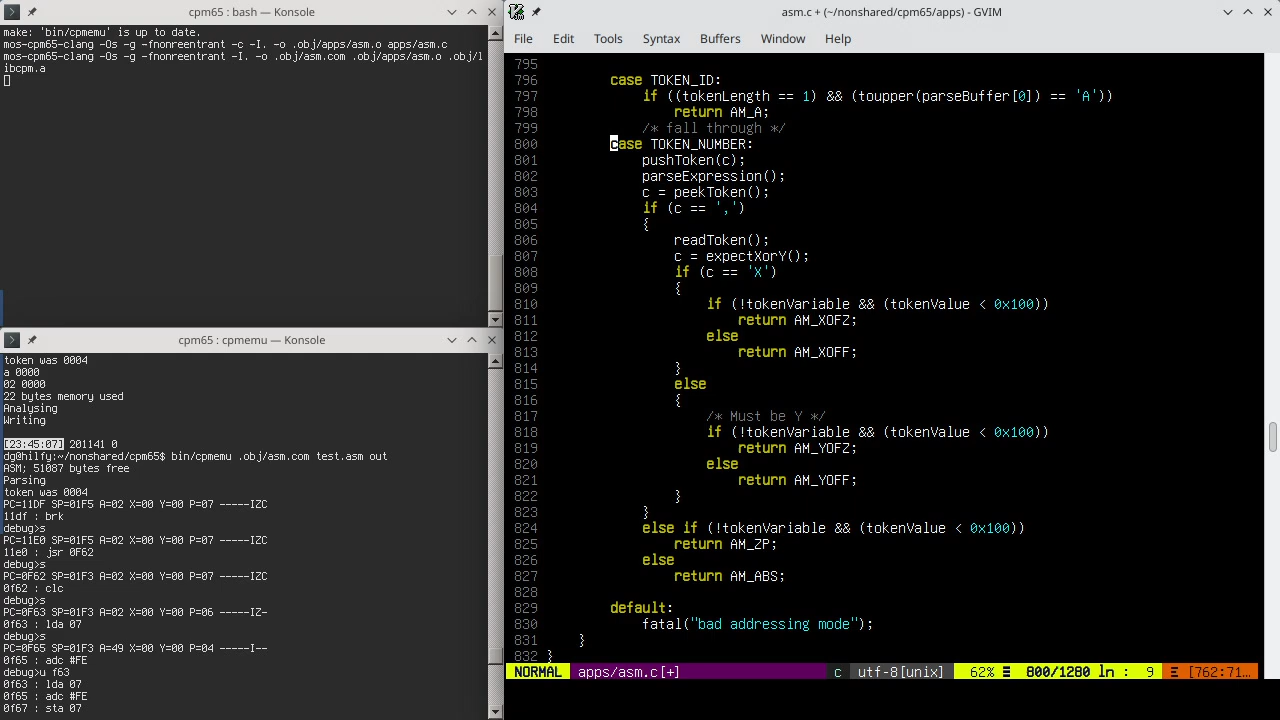 cpm65 : bash — Konsole
make: 'bin/cpmemu' is up to date.
mos-cpm65-clang -Os -g -fnonreentrant -c -I. -o .obj/apps/asm.o apps/asm.c
mos-cpm65-clang -Os -g -fnonreentrant -I. -o .obj/asm.com .obj/apps/asm.o .obj/l
ibcpm.a
cpm65 : cpmemu — Konsole
token was 0004
a 0000
02 0000
22 bytes memory used
Analysing
Writing
[23:45:07] 201141 0
dg@hilfy:~/nonshared/cpm65$ bin/cpmemu .obj/asm.com test.asm out
ASM; 51087 bytes free
Parsing
token was 0004
PC=11DF SP=01F5 A=02 X=00 Y=00 P=07 -----IZC
11df : brk
debug>s
PC=11E0 SP=01F5 A=02 X=00 Y=00 P=07 -----IZC
11e0 : jsr 0F62
debug>s
PC=0F62 SP=01F3 A=02 X=00 Y=00 P=07 -----IZC
0f62 : clc
debug>s
PC=0F63 SP=01F3 A=02 X=00 Y=00 P=06 -----IZ-
0f63 : lda 07
debug>s
PC=0F65 SP=01F3 A=49 X=00 Y=00 P=04 -----I--
0f65 : adc #FE
debug>u f63
0f63 : lda 07
0f65 : adc #FE
0f67 : sta 07
asm.c + (~/nonshared/cpm65/apps) - GVIM
File Edit Tools Syntax Buffers Window Help
795
796 case TOKEN_ID:
797 if ((tokenLength == 1) && (toupper(parseBuffer[0]) == 'A'))
798 return AM_A;
799 /* fall through */
800 case TOKEN_NUMBER:
801 pushToken(c);
802 parseExpression();
803 c = peekToken();
804 if (c == ',')
805 {
806 readToken();
807 c = expectXorY();
808 if (c == 'X')
809 {
810 if (!tokenVariable && (tokenValue < 0x100))
811 return AM_XOFZ;
812 else
813 return AM_XOFF;
814 }
815 else
816 {
817 /* Must be Y */
818 if (!tokenVariable && (tokenValue < 0x100))
819 return AM_YOFZ;
820 else
821 return AM_YOFF;
822 }
823 }
824 else if (!tokenVariable && (tokenValue < 0x100))
825 return AM_ZP;
826 else
827 return AM_ABS;
828
829 default:
830 fatal("bad addressing mode");
831 }
832 }
NORMAL apps/asm.c[+] c utf-8[unix] 62% ☰ 800/1280 ln : 9 Ξ [762:71…